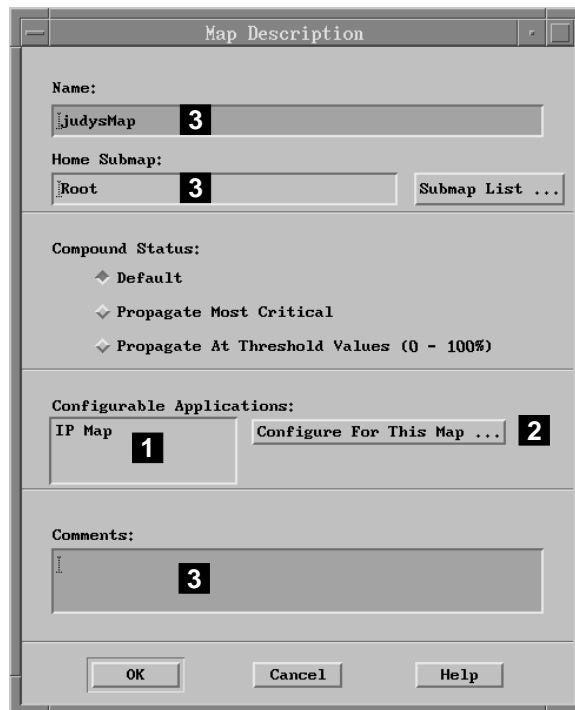 Map Description
Name:
judysMap 3
Home Submap:
Root 3 Submap List ...
Compound Status:
Default
Propagate Most Critical
Propagate At Threshold Values (0 - 100%)
Configurable Applications:
IP Map 1 Configure For This Map ... 2
Comments:
3
OK Cancel Help